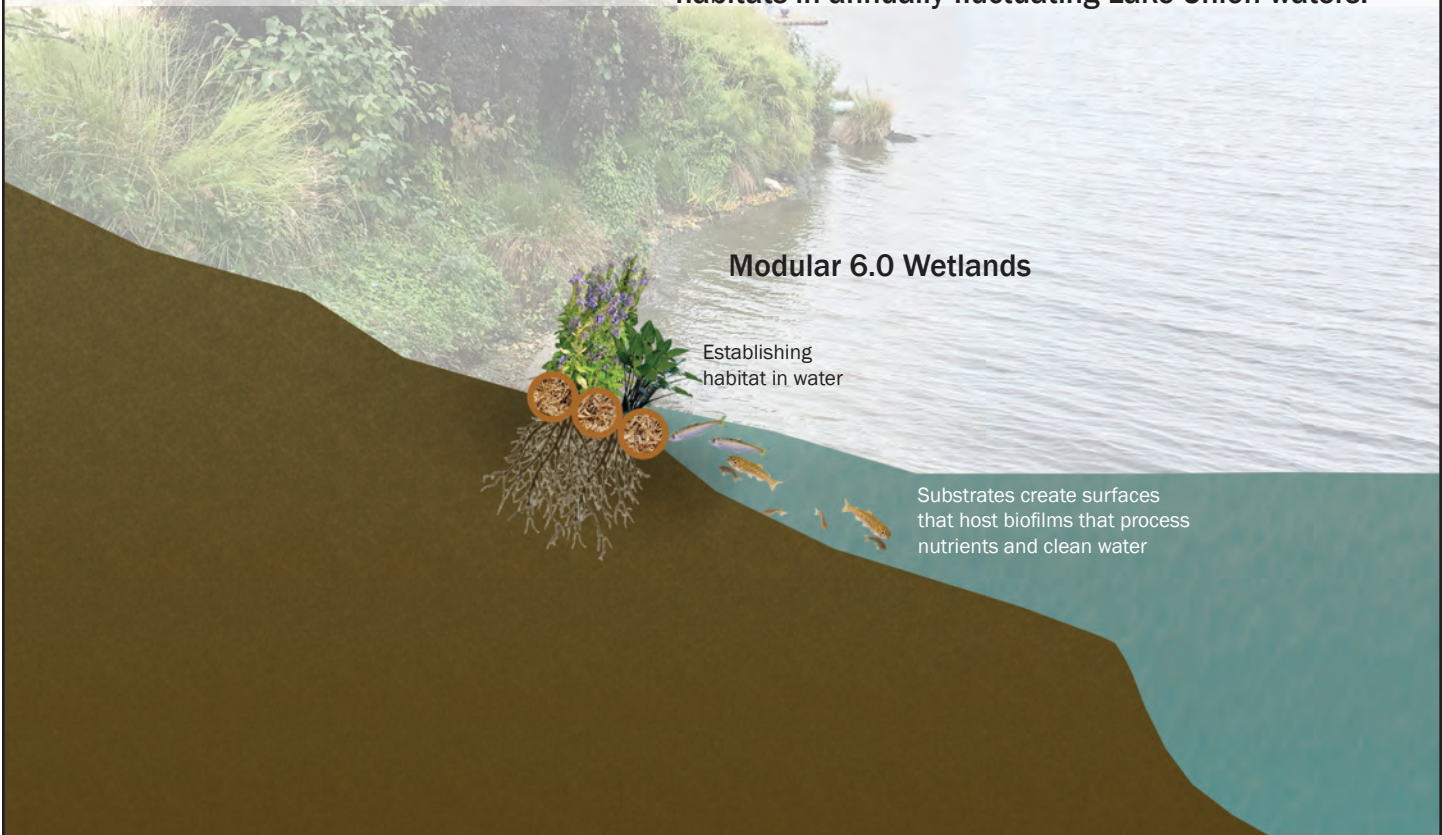 habitats in annually fluctuating Lake Union waters.
Modular 6.0 Wetlands
Establishing
habitat in water
Substrates create surfaces
that host biofilms that process
nutrients and clean water